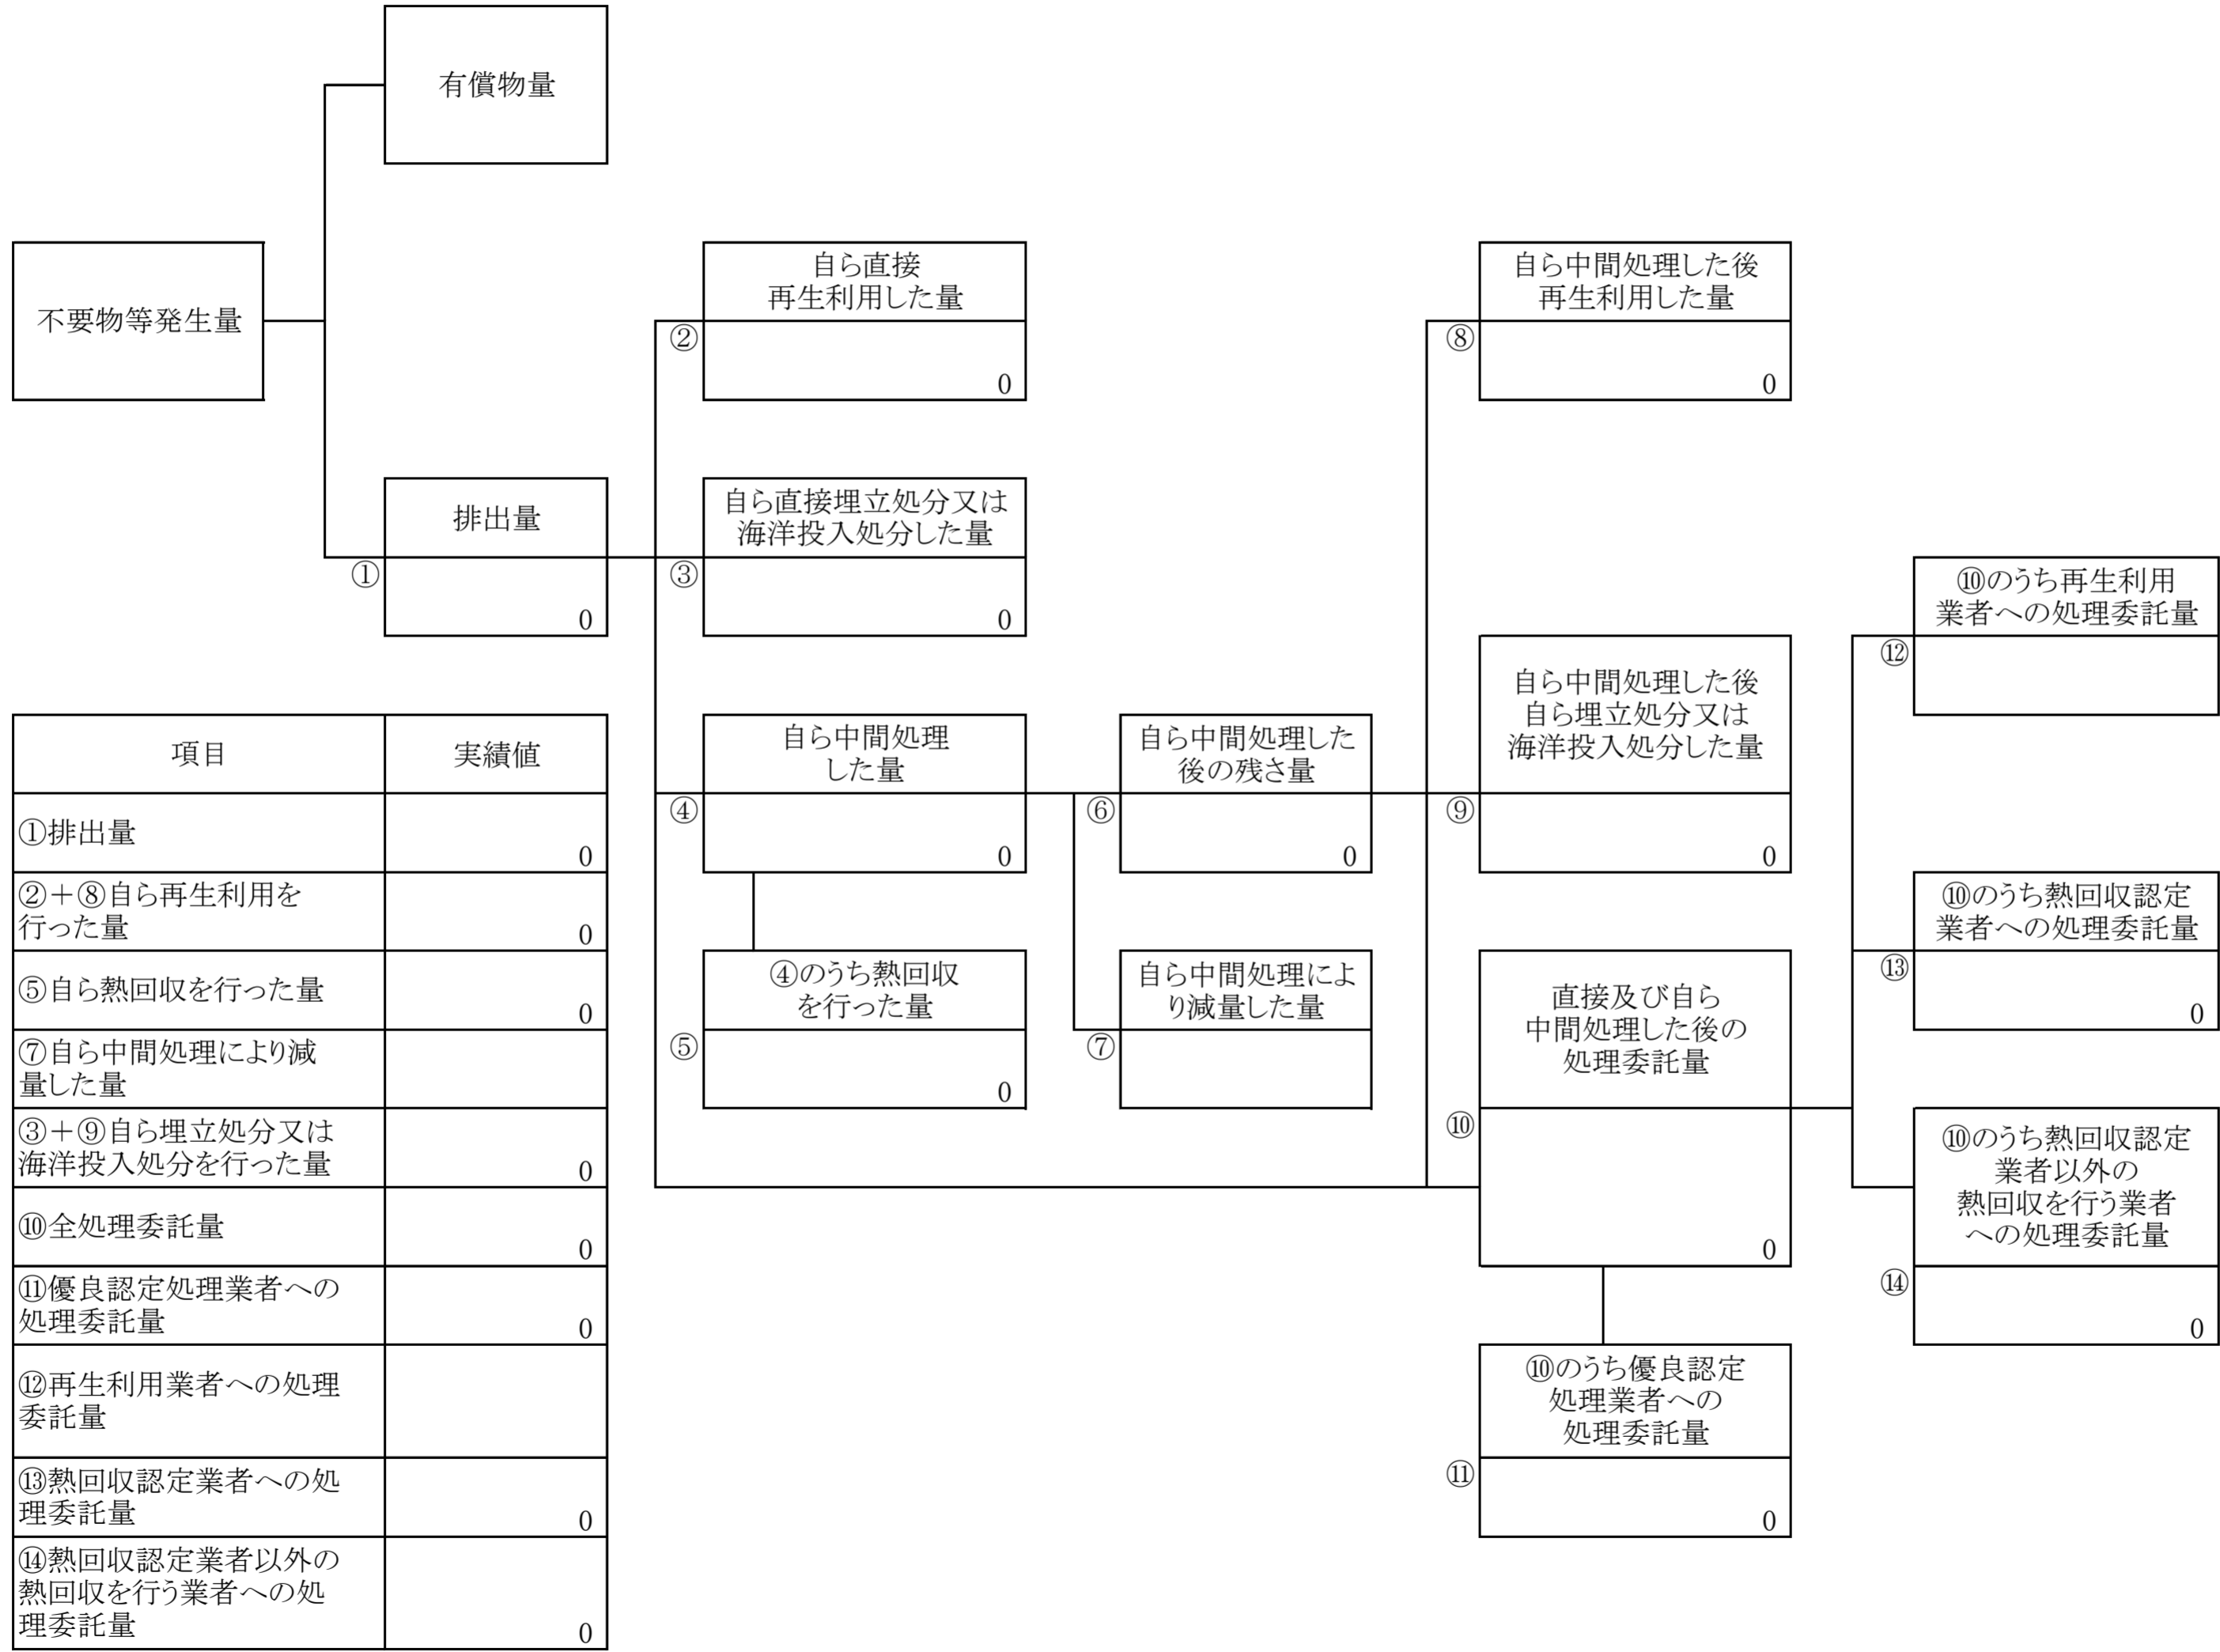 有償物量
不要物等発生量
自ら直接
再生利用した量
②
0
自ら中間処理した後
再生利用した量
⑧
0
排出量
①
0
自ら直接埋立処分又は
海洋投入処分した量
③
0
⑩のうち再生利用
業者への処理委託量
⑫
自ら中間処理
した量
④
0
自ら中間処理した
後の残さ量
⑥
0
自ら中間処理した後
自ら埋立処分又は
海洋投入処分した量
⑨
0
⑩のうち熱回収認定
業者への処理委託量
⑬
0
④のうち熱回収
を行った量
⑤
0
自ら中間処理によ
り減量した量
⑦
直接及び自ら
中間処理した後の
処理委託量
⑩
0
⑩のうち熱回収認定
業者以外の
熱回収を行う業者
への処理委託量
⑭
0
⑩のうち優良認定
処理業者への
処理委託量
⑪
0
項目 実績値
①排出量
0
②＋⑧自ら再生利用を
行った量
0
⑤自ら熱回収を行った量
0
⑦自ら中間処理により減
量した量
③＋⑨自ら埋立処分又は
海洋投入処分を行った量
0
⑩全処理委託量
0
⑪優良認定処理業者への
処理委託量
0
⑫再生利用業者への処理
委託量
⑬熱回収認定業者への処
理委託量
0
⑭熱回収認定業者以外の
熱回収を行う業者への処
理委託量
0